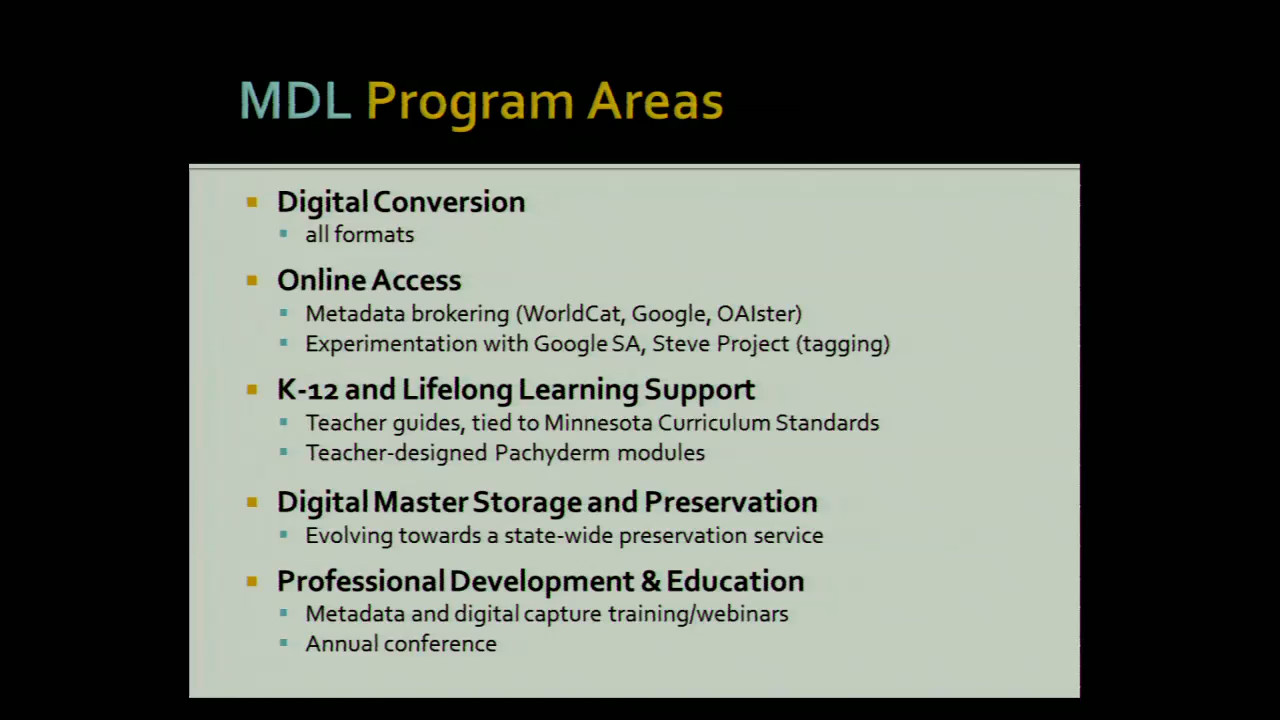 MDL Program Areas
Digital Conversion
all formats
Online Access
Metadata brokering (WorldCat, Google, OAIster)
Experimentation with Google SA, Steve Project (tagging)
K-12 and Lifelong Learning Support
Teacher guides, tied to Minnesota Curriculum Standards
Teacher-designed Pachyderm modules
Digital Master Storage and Preservation
Evolving towards a state-wide preservation service
Professional Development & Education
Metadata and digital capture training/webinars
Annual conference